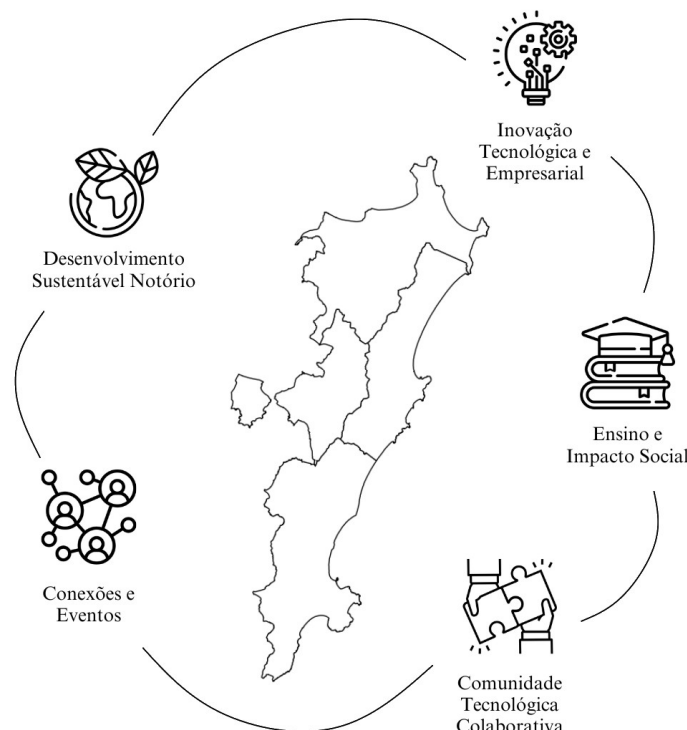 Inovação
Tecnológica e
Empresarial
Desenvolvimento
Sustentável Notório
Ensino e
Impacto Social
Conexões e
Eventos
Comunidade
Tecnológica
Colaborativa